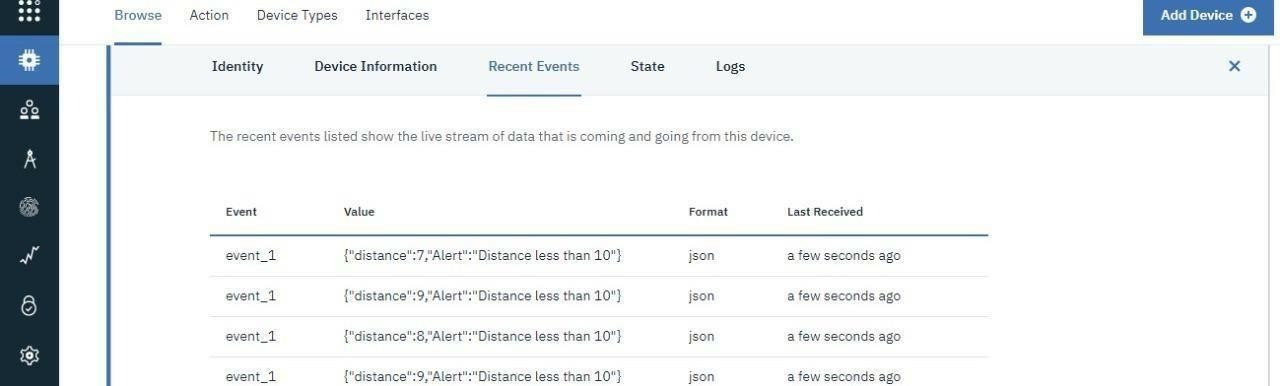 Browse Action Device Types Interfaces Add Device
Identity Device Information Recent Events State Logs
The recent events listed show the live stream of data that is coming and going from this device.
Event Value Format Last Received
event_1 {"distance":7,"Alert":"Distance less than 10"} json a few seconds ago
event_1 {"distance":9,"Alert":"Distance less than 10"} json a few seconds ago
event_1 {"distance":8,"Alert":"Distance less than 10"} json a few seconds ago
event_1 {"distance":9,"Alert":"Distance less than 10"} json a few seconds ago